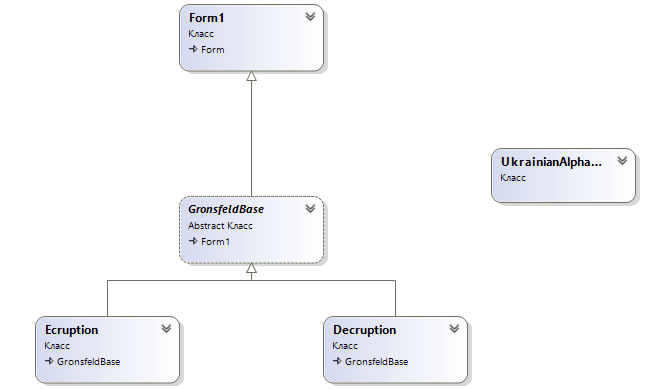 Form1
Класс
Form
UkrainianAlpha...
Класс
GronsfeldBase
Abstract Класс
Form1
Ecruption
Класс
GronsfeldBase
Decruption
Класс
GronsfeldBase